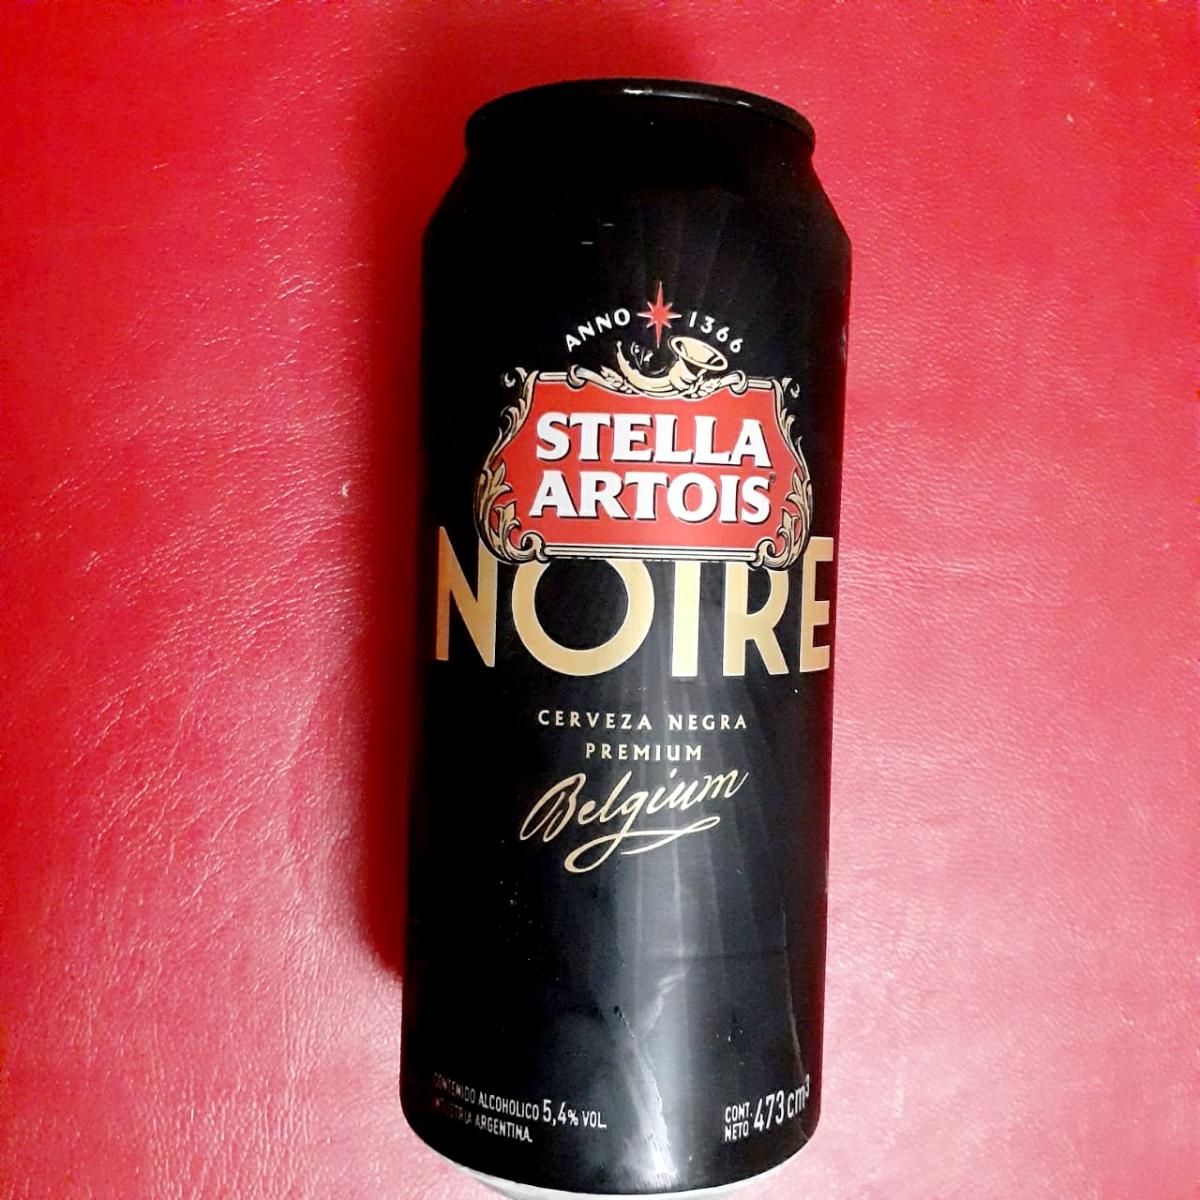 ANNO 1366
STELLA
ARTOIS
NOIRE
CERVEZA NEGRA
PREMIUM
Belgium
CONTENIDO ALCOHOLICO 5,4% VOL.
INDUSTRIA ARGENTINA.
CONT.
NETO 473 cm³